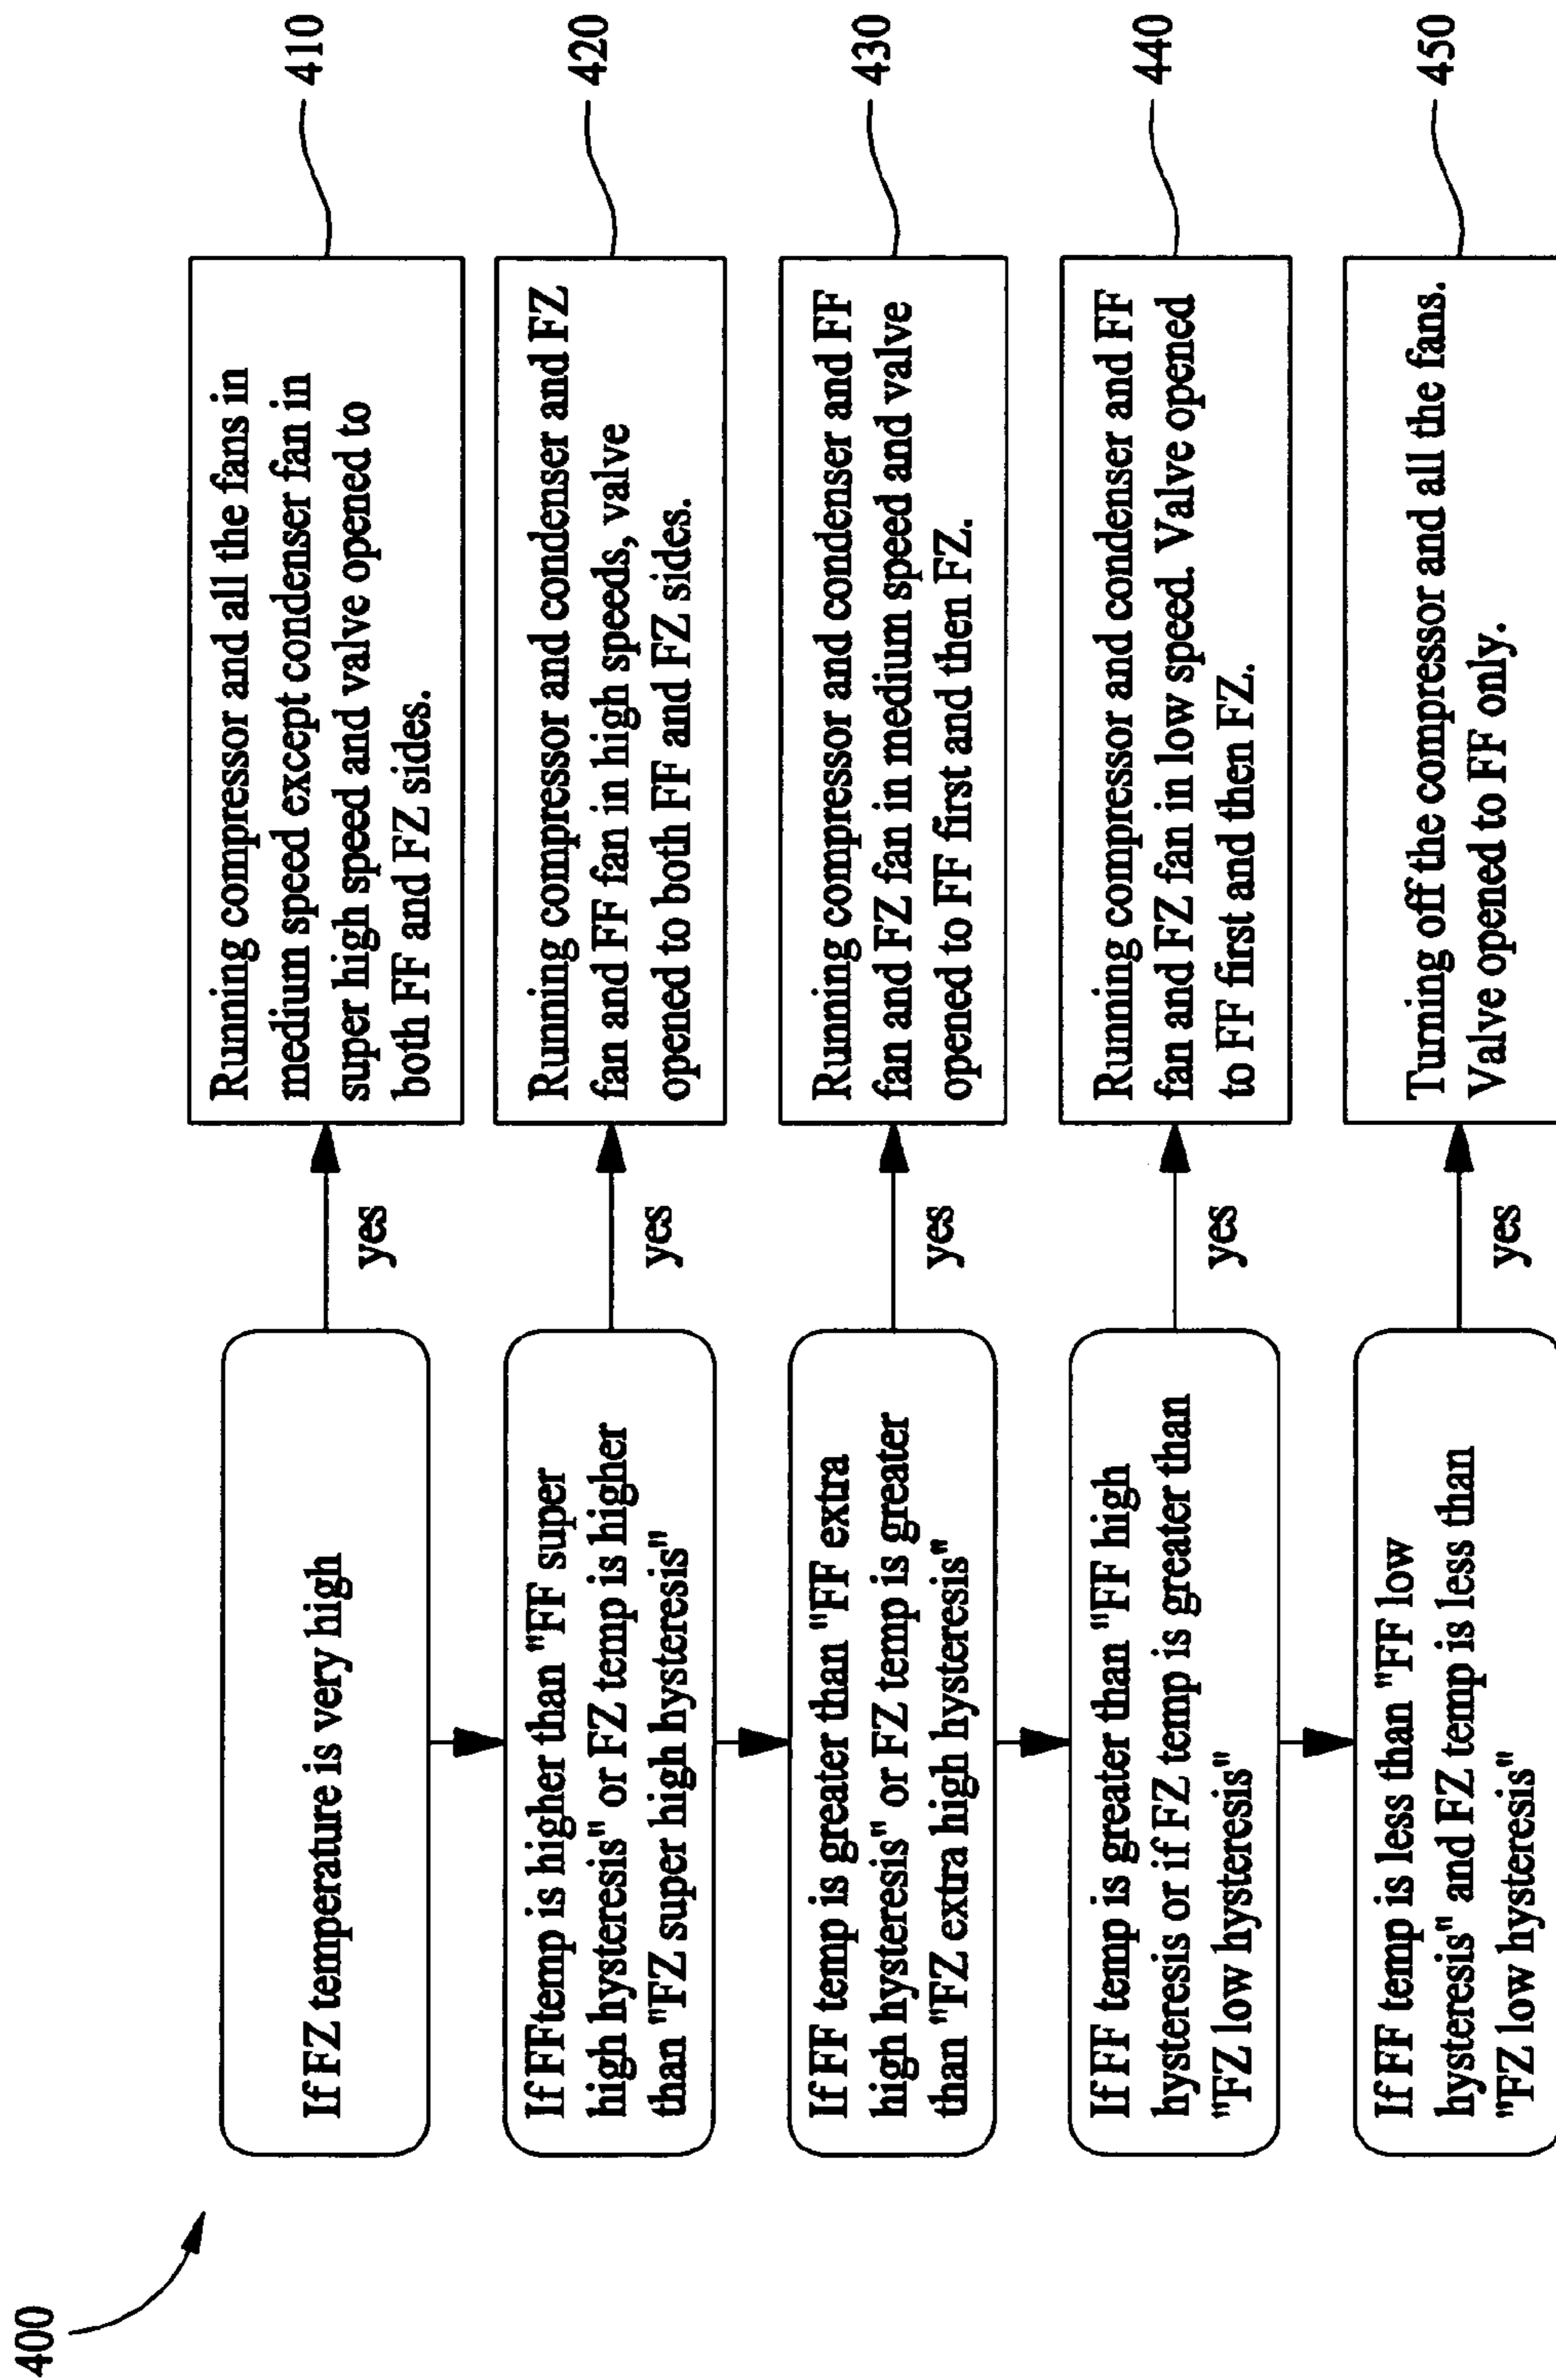 400
If FZ temperature is very high
yes
Running compressor and all the fans in
medium speed except condenser fan in
super high speed and valve opened to
both FF and FZ sides.
410
If FFtemp is higher than "FF super
high hysteresis" or FZ temp is higher
than "FZ super high hysteresis"
yes
Running compressor and condenser and FZ
fan and FF fan in high speeds, valve
opened to both FF and FZ sides.
420
If FF temp is greater than "FF extra
high hysteresis" or FZ temp is greater
than "FZ extra high hysteresis"
yes
Running compressor and condenser and FF
fan and FZ fan in medium speed and valve
opened to FF first and then FZ.
430
If FF temp is greater than "FF high
hysteresis or if FZ temp is greater than
"FZ low hysteresis"
yes
Running compressor and condenser and FF
fan and FZ fan in low speed. Valve opened
to FF first and then FZ.
440
If FF temp is less than "FF low
hysteresis" and FZ temp is less than
"FZ low hysteresis"
yes
Turning off the compressor and all the fans.
Valve opened to FF only.
450